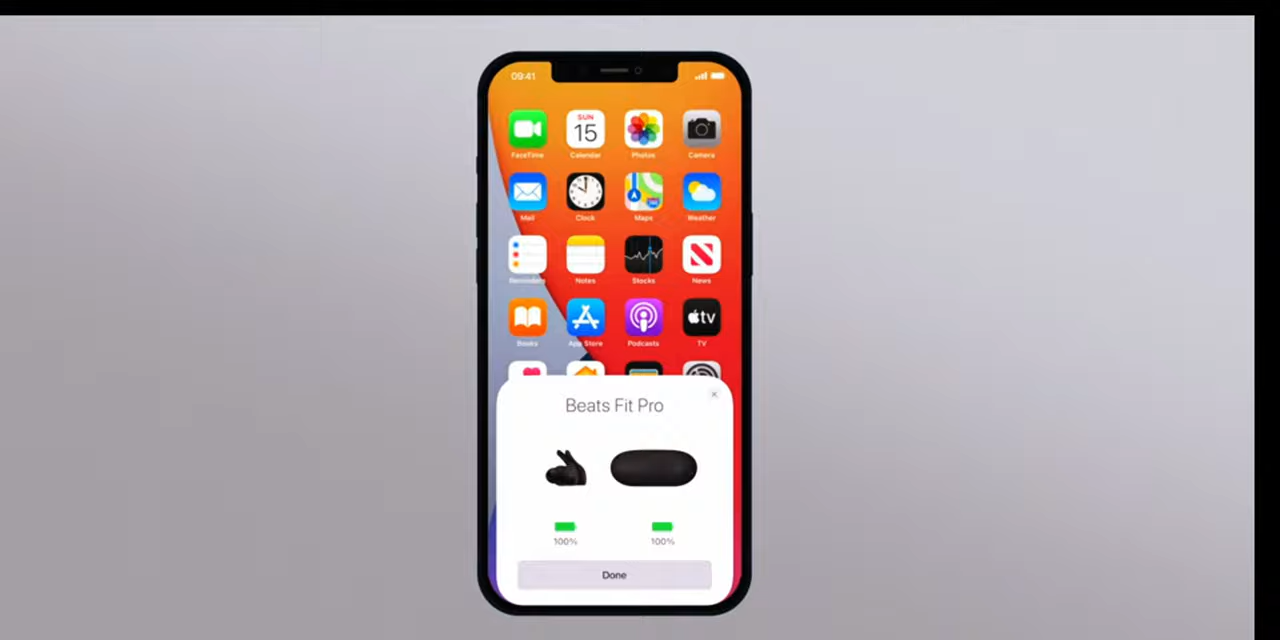 09:41
SUN
15
FaceTime Calendar Photos Camera
Mail Clock Maps Weather
Reminders Notes Stocks News
Books App Store Podcasts TV
tv
Beats Fit Pro
×
100% 100%
Done